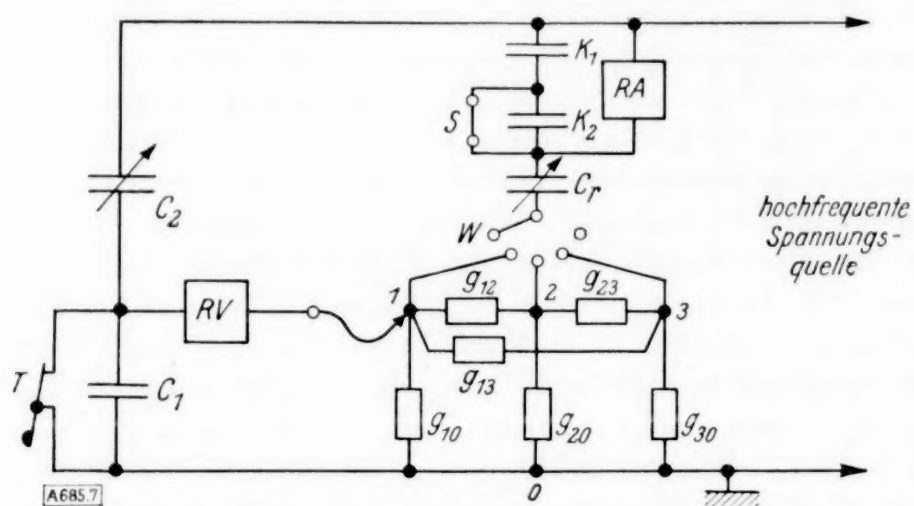 K1
RA
S
K2
Cr
C2
W
hochfrequente
Spannungs-
quelle
RV
1
g12
2
g23
3
g13
T
C1
g10
g20
g30
A685.7
0